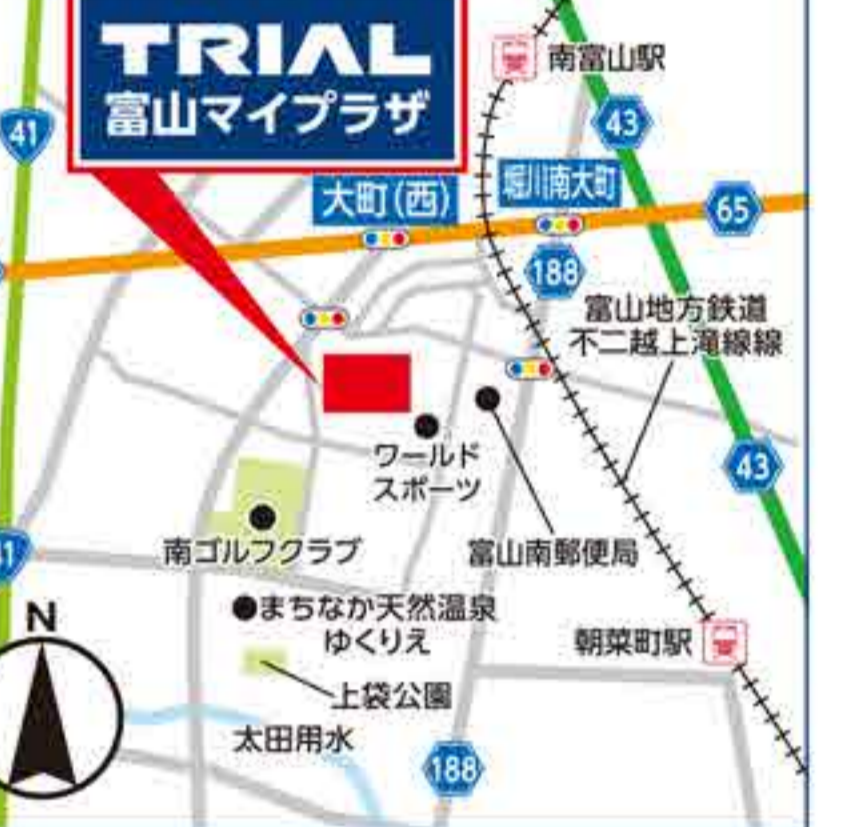 TRIAL
富山マイプラザ
南富山駅
41
43
大町(西)
堀川南大町
65
188
富山地方鉄道
不二越上滝線線
ワールド
スポーツ
43
南ゴルフクラブ
富山南郵便局
41
まちなか天然温泉
ゆくりえ
N
朝菜町駅
上袋公園
太田用水
188